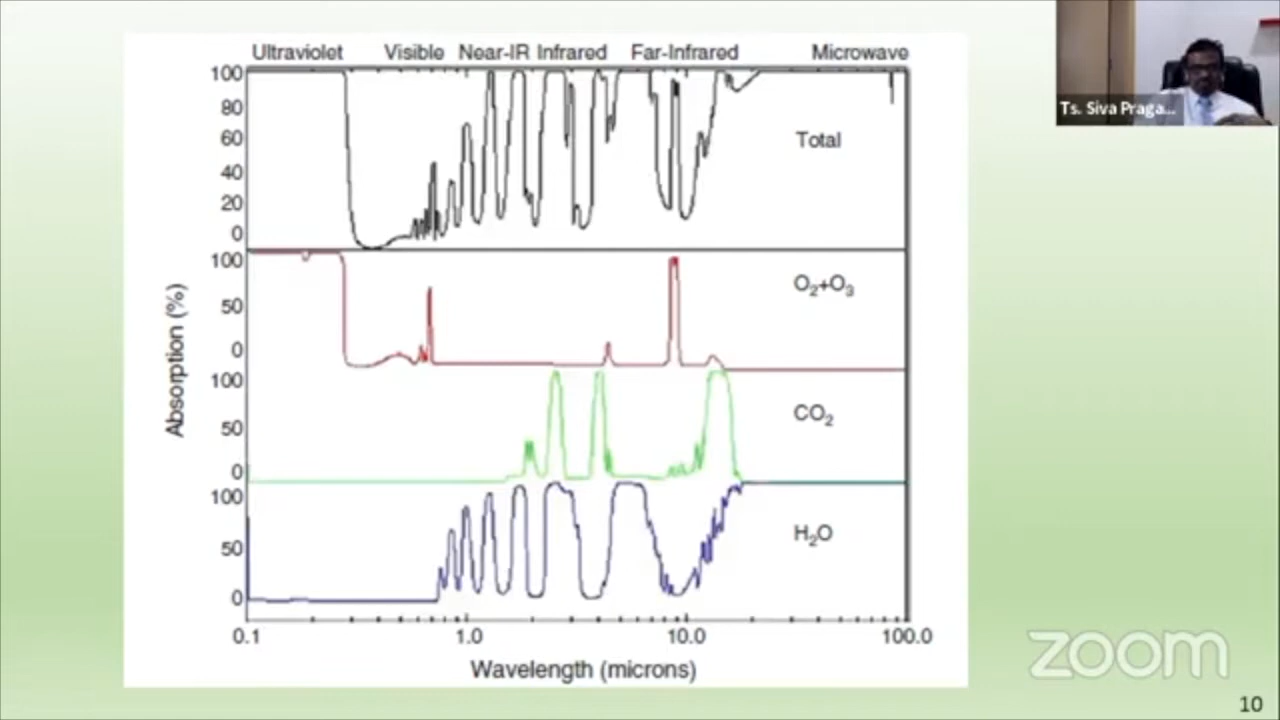 Ultraviolet Visible Near-IR Infrared Far-Infrared Microwave
100
80
60
40
20
0
Total
100
50
0
O₂+O₃
100
50
0
CO₂
100
50
0
H₂O
Absorption (%)
0.1 1.0 10.0 100.0
Wavelength (microns)
Ts. Siva Praga...
zoom
10